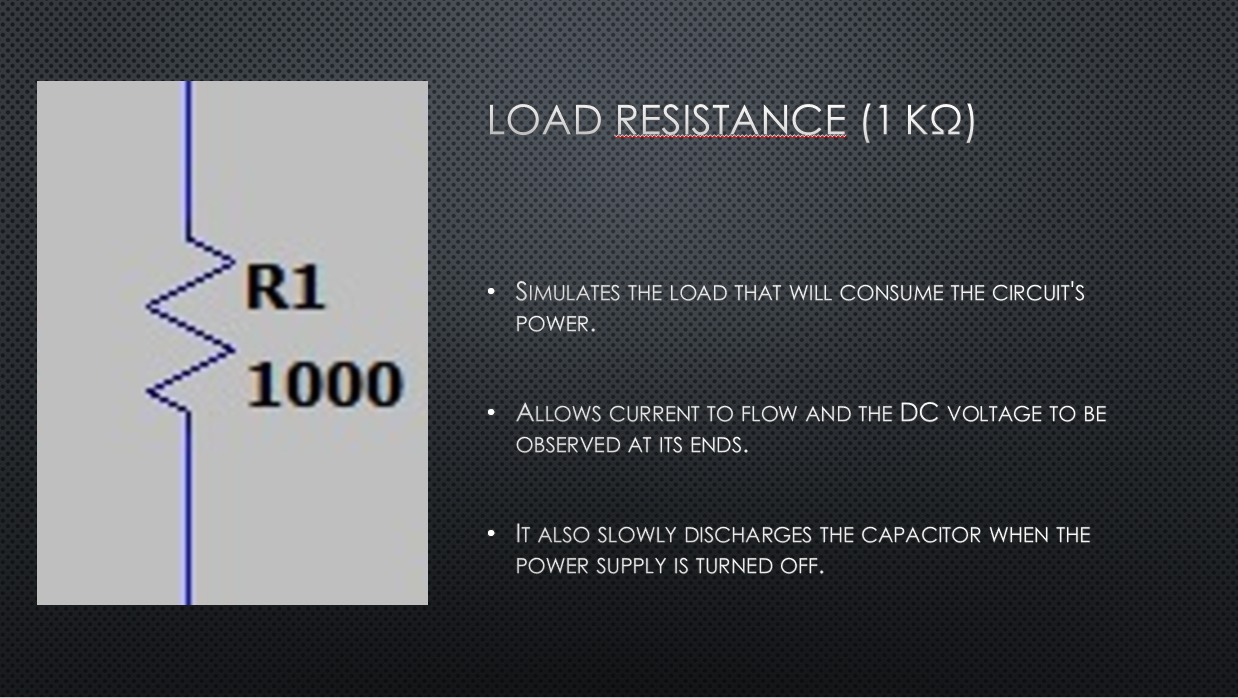 LOAD RESISTANCE (1 KΩ)
R1
1000
• SIMULATES THE LOAD THAT WILL CONSUME THE CIRCUIT'S
POWER.
• ALLOWS CURRENT TO FLOW AND THE DC VOLTAGE TO BE
OBSERVED AT ITS ENDS.
• IT ALSO SLOWLY DISCHARGES THE CAPACITOR WHEN THE
POWER SUPPLY IS TURNED OFF.